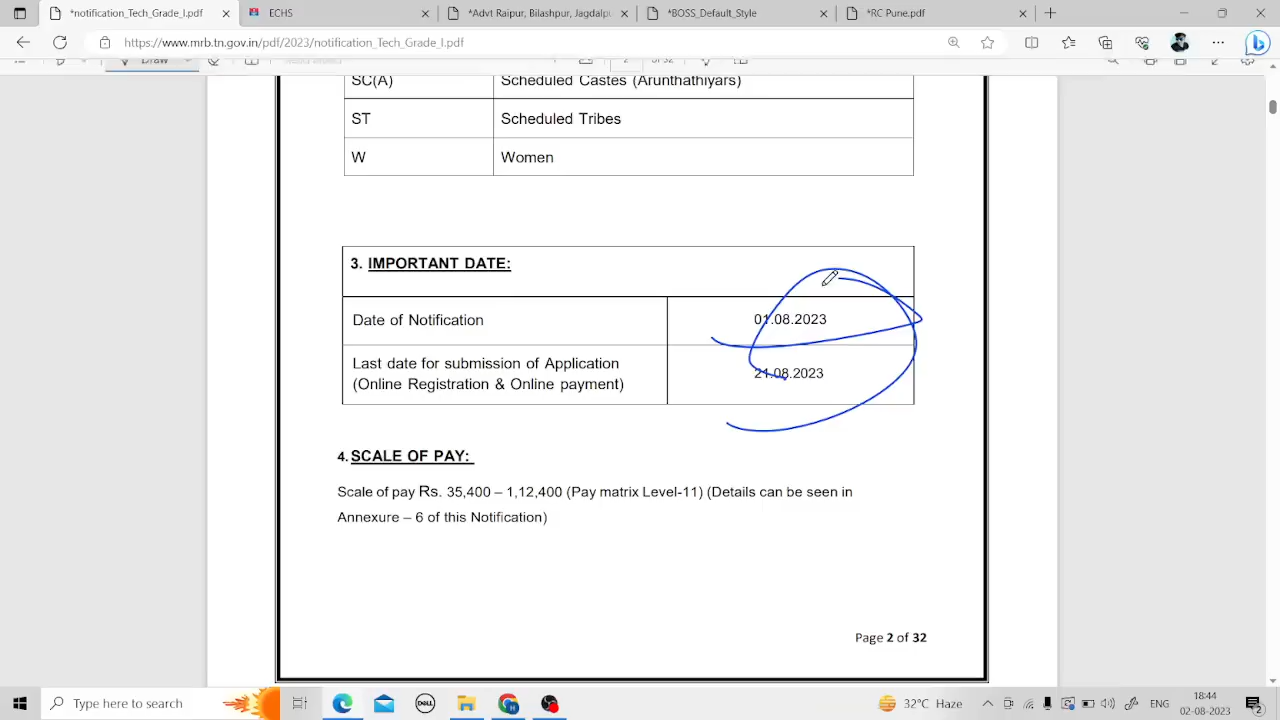 *notification_Tech_Grade_I.pdf
ECHS
*Advt Raipur, Bilashpur, Jagdalpu
*BOSS_Default_Style
*RC Pune.pdf
https://www.mrb.tn.gov.in/pdf/2023/notification_Tech_Grade_I.pdf
Draw
SC(A) Scheduled Castes (Arunthathiyars)
ST Scheduled Tribes
W Women
3. IMPORTANT DATE:
Date of Notification 01.08.2023
Last date for submission of Application
(Online Registration & Online payment) 21.08.2023
4. SCALE OF PAY:
Scale of pay Rs. 35,400 – 1,12,400 (Pay matrix Level-11) (Details can be seen in
Annexure – 6 of this Notification)
Page 2 of 32
Type here to search
DELL
32°C Haze
ENG
18:44
02-08-2023
2